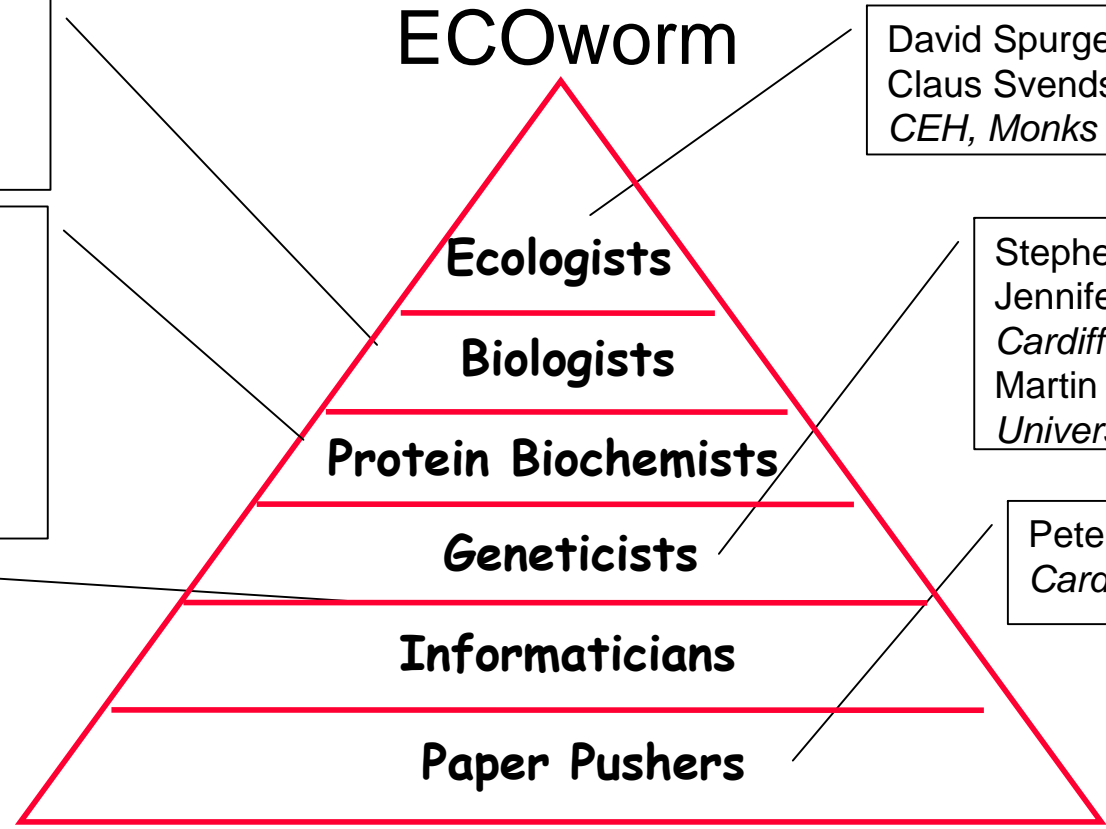 ECOworm
David Spurge
Claus Svends
CEH, Monks
Ecologists
Stephe
Jennife
Cardiff
Martin
Univers
Biologists
Protein Biochemists
Geneticists
Pete
Card
Informaticians
Paper Pushers